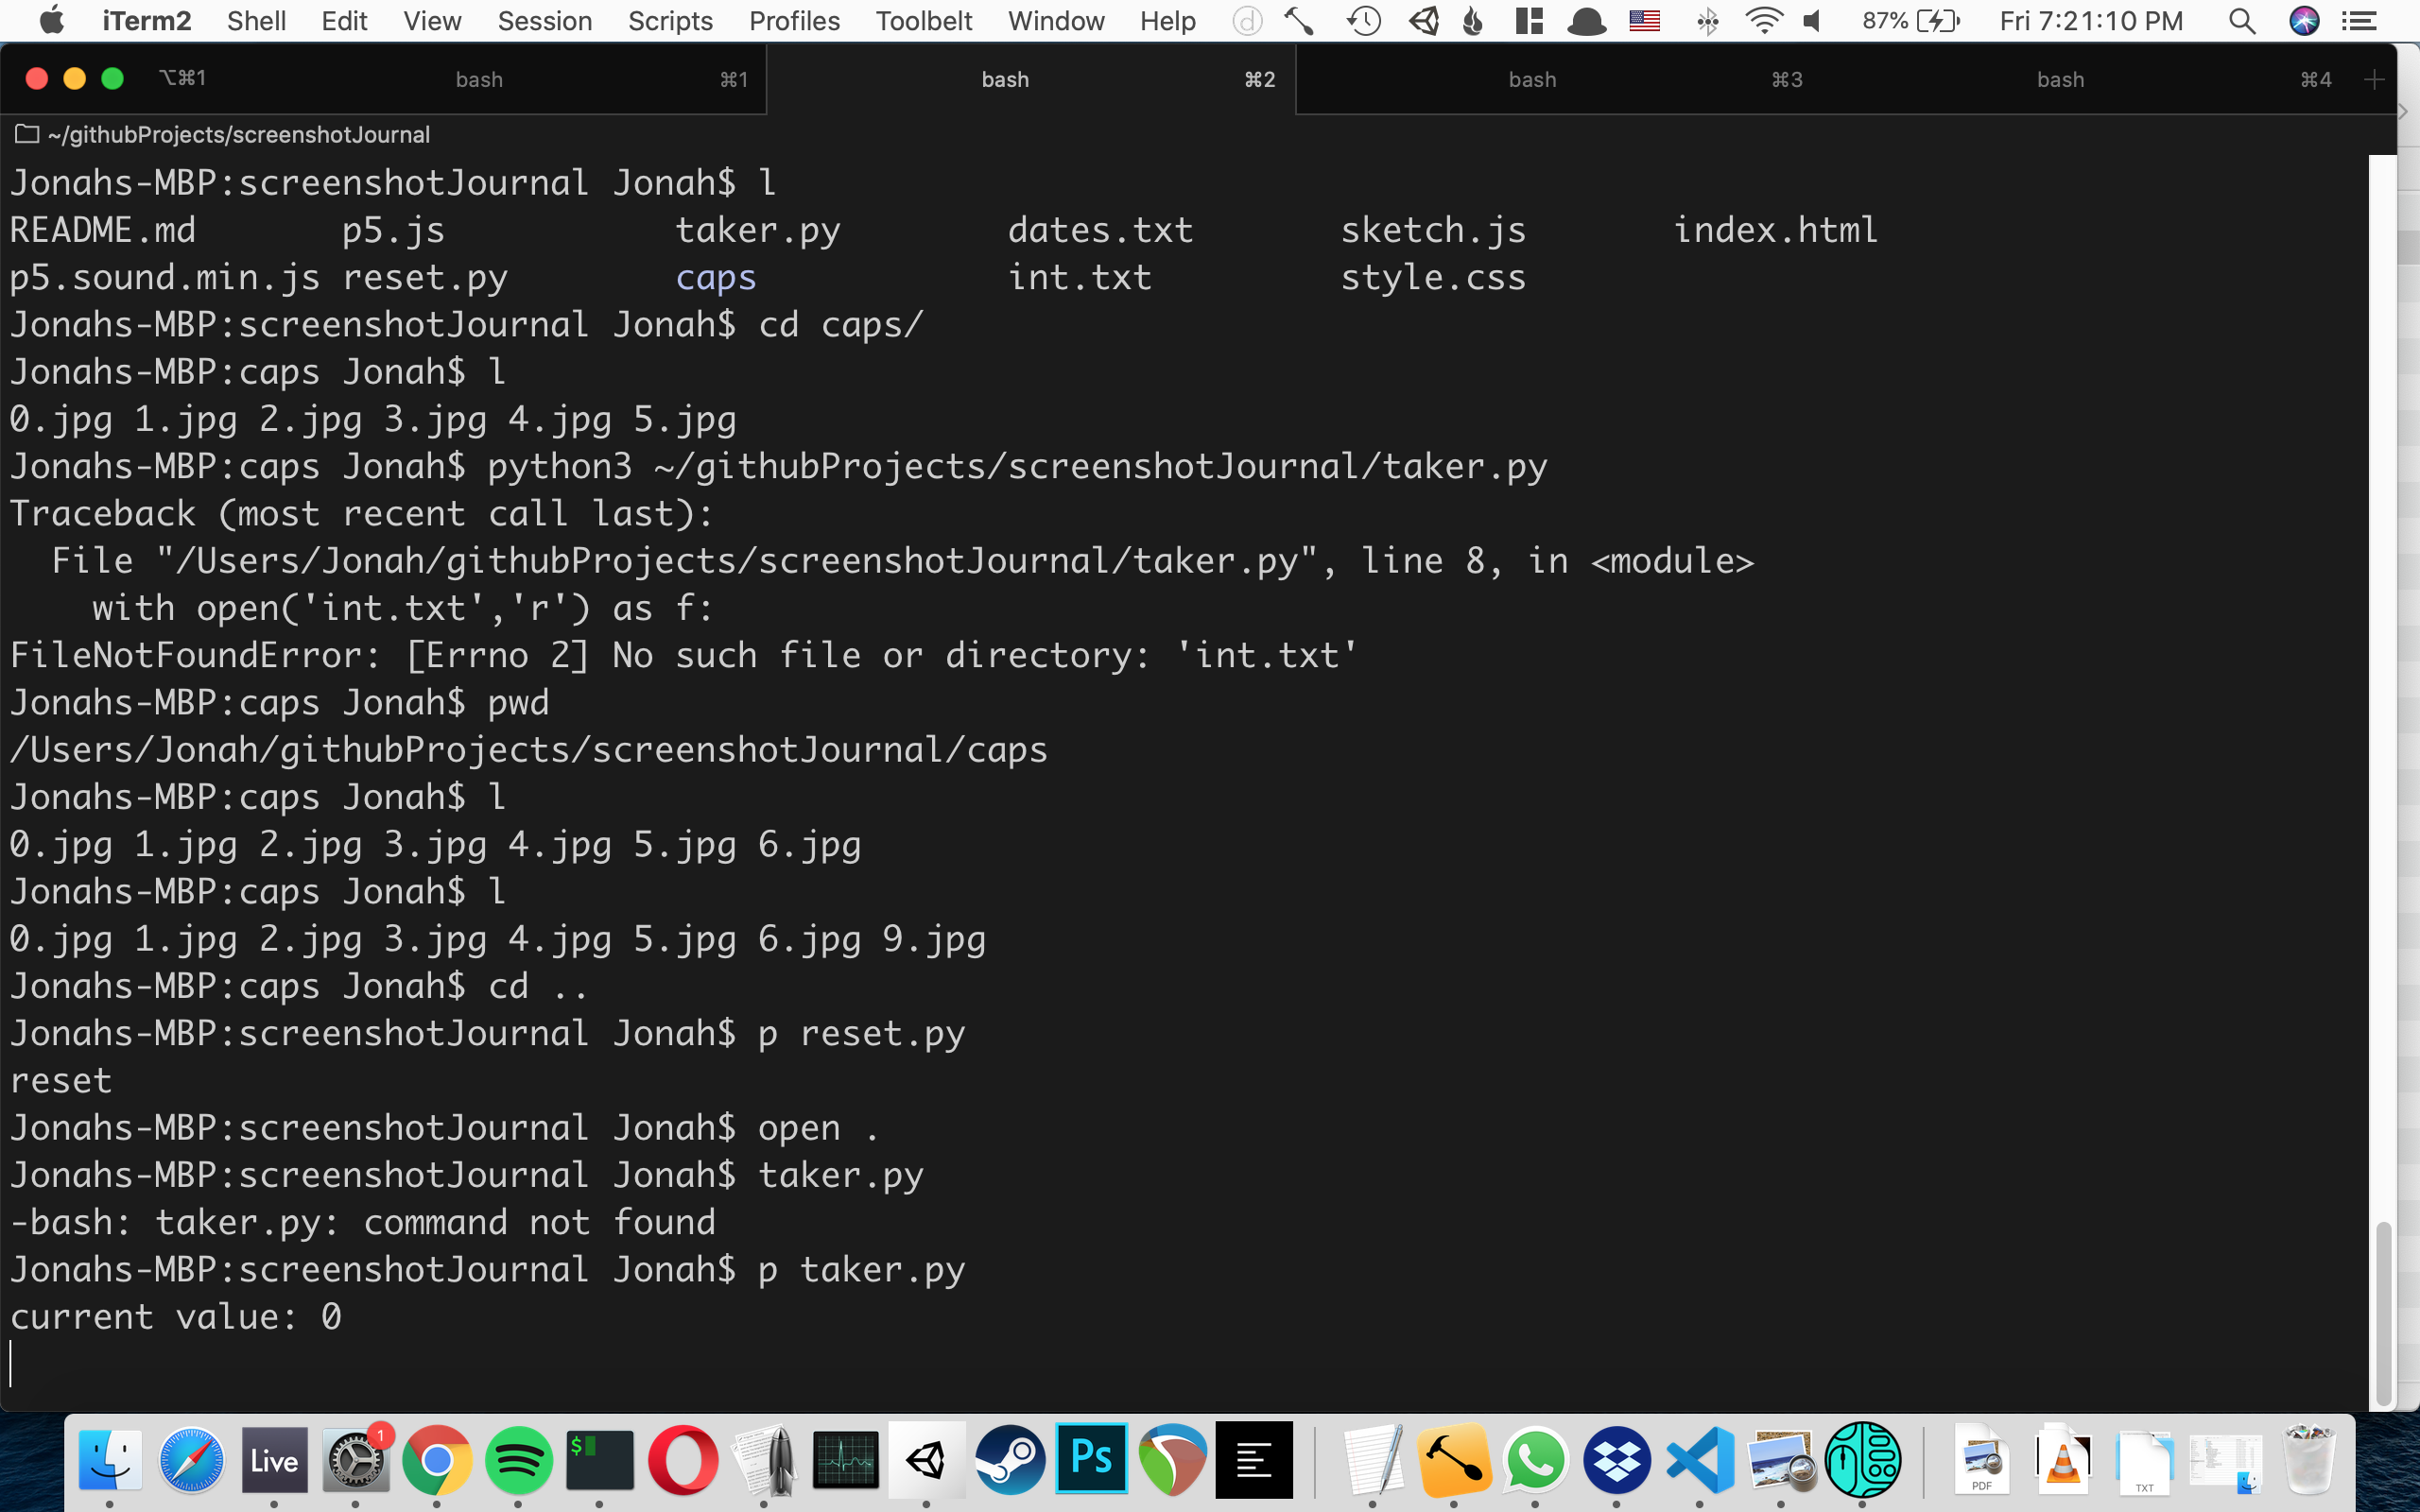 iTerm2 Shell Edit View Session Scripts Profiles Toolbelt Window Help d 87% Fri 7:21:10 PM
⌥⌘1 bash ⌘1 bash ⌘2 bash ⌘3 bash ⌘4 +
~/githubProjects/screenshotJournal
Jonahs-MBP:screenshotJournal Jonah$ l
README.md p5.js taker.py dates.txt sketch.js index.html
p5.sound.min.js reset.py caps int.txt style.css
Jonahs-MBP:screenshotJournal Jonah$ cd caps/
Jonahs-MBP:caps Jonah$ l
0.jpg 1.jpg 2.jpg 3.jpg 4.jpg 5.jpg
Jonahs-MBP:caps Jonah$ python3 ~/githubProjects/screenshotJournal/taker.py
Traceback (most recent call last):
  File "/Users/Jonah/githubProjects/screenshotJournal/taker.py", line 8, in <module>
    with open('int.txt','r') as f:
FileNotFoundError: [Errno 2] No such file or directory: 'int.txt'
Jonahs-MBP:caps Jonah$ pwd
/Users/Jonah/githubProjects/screenshotJournal/caps
Jonahs-MBP:caps Jonah$ l
0.jpg 1.jpg 2.jpg 3.jpg 4.jpg 5.jpg 6.jpg
Jonahs-MBP:caps Jonah$ l
0.jpg 1.jpg 2.jpg 3.jpg 4.jpg 5.jpg 6.jpg 9.jpg
Jonahs-MBP:caps Jonah$ cd ..
Jonahs-MBP:screenshotJournal Jonah$ p reset.py
reset
Jonahs-MBP:screenshotJournal Jonah$ open .
Jonahs-MBP:screenshotJournal Jonah$ taker.py
-bash: taker.py: command not found
Jonahs-MBP:screenshotJournal Jonah$ p taker.py
current value: 0
Live 1 $ Ps PDF TXT